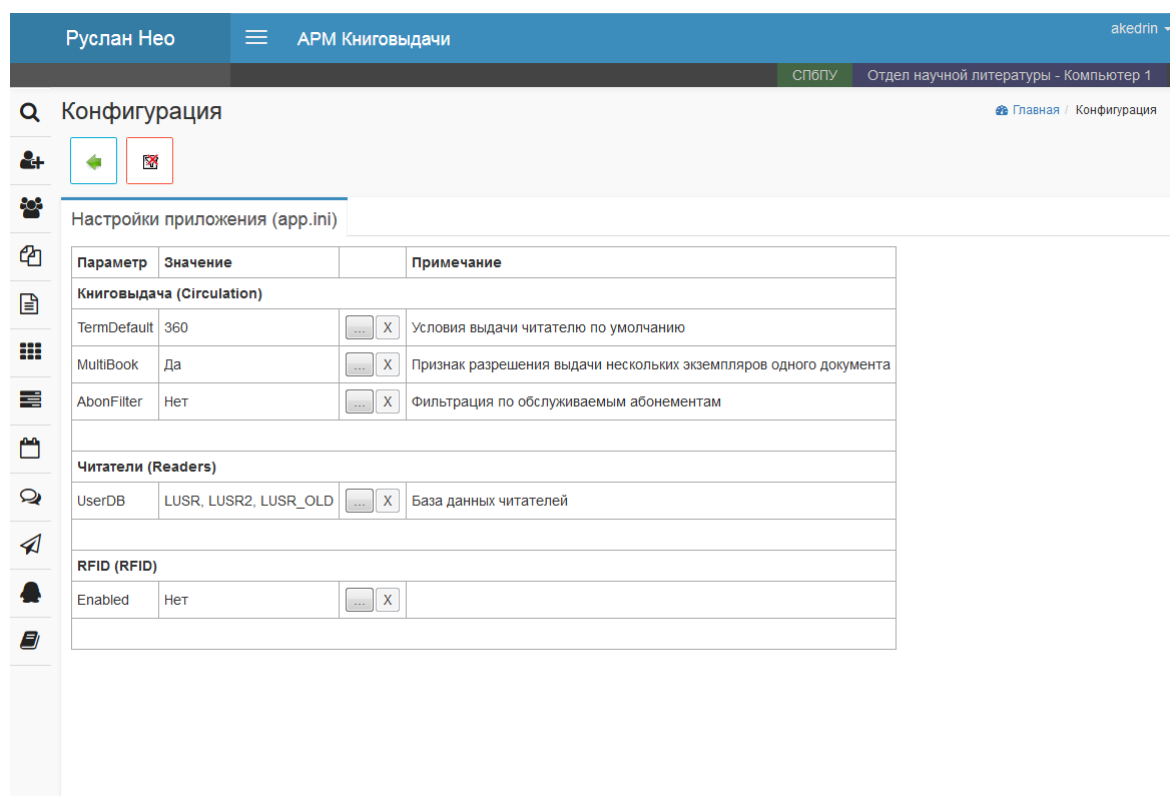 Руслан Нео АРМ Книговыдачи akedrin
СПбПУ Отдел научной литературы - Компьютер 1
Конфигурация Главная / Конфигурация
Настройки приложения (app.ini)
Параметр Значение Примечание
Книговыдача (Circulation)
TermDefault 360 ... X Условия выдачи читателю по умолчанию
MultiBook Да ... X Признак разрешения выдачи нескольких экземпляров одного документа
AbonFilter Нет ... X Фильтрация по обслуживаемым абонементам
Читатели (Readers)
UserDB LUSR, LUSR2, LUSR_OLD ... X База данных читателей
RFID (RFID)
Enabled Нет ... X